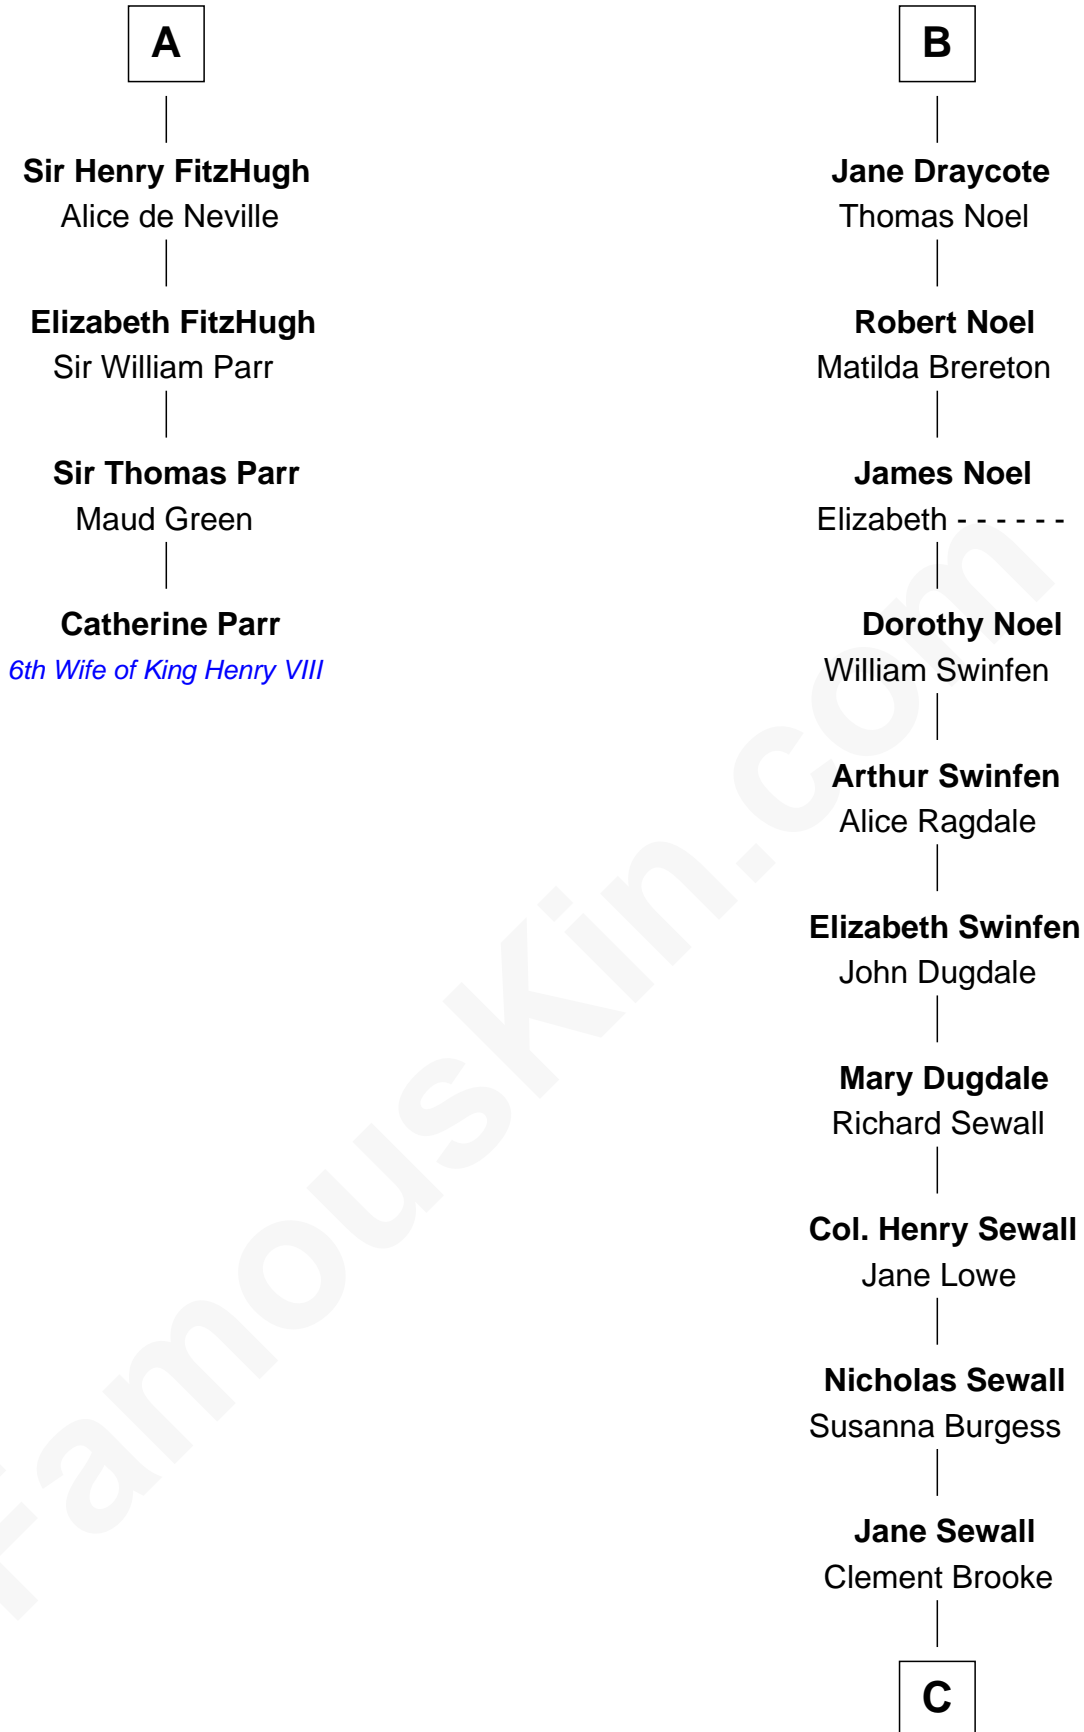 A
Sir Henry FitzHugh
Alice de Neville
Elizabeth FitzHugh
Sir William Parr
Sir Thomas Parr
Maud Green
Catherine Parr
6th Wife of King Henry VIII
B
Jane Draycote
Thomas Noel
Robert Noel
Matilda Brereton
James Noel
Elizabeth - - - - - -
Dorothy Noel
William Swinfen
Arthur Swinfen
Alice Ragdale
Elizabeth Swinfen
John Dugdale
Mary Dugdale
Richard Sewall
Col. Henry Sewall
Jane Lowe
Nicholas Sewall
Susanna Burgess
Jane Sewall
Clement Brooke
C
FamousKin.com